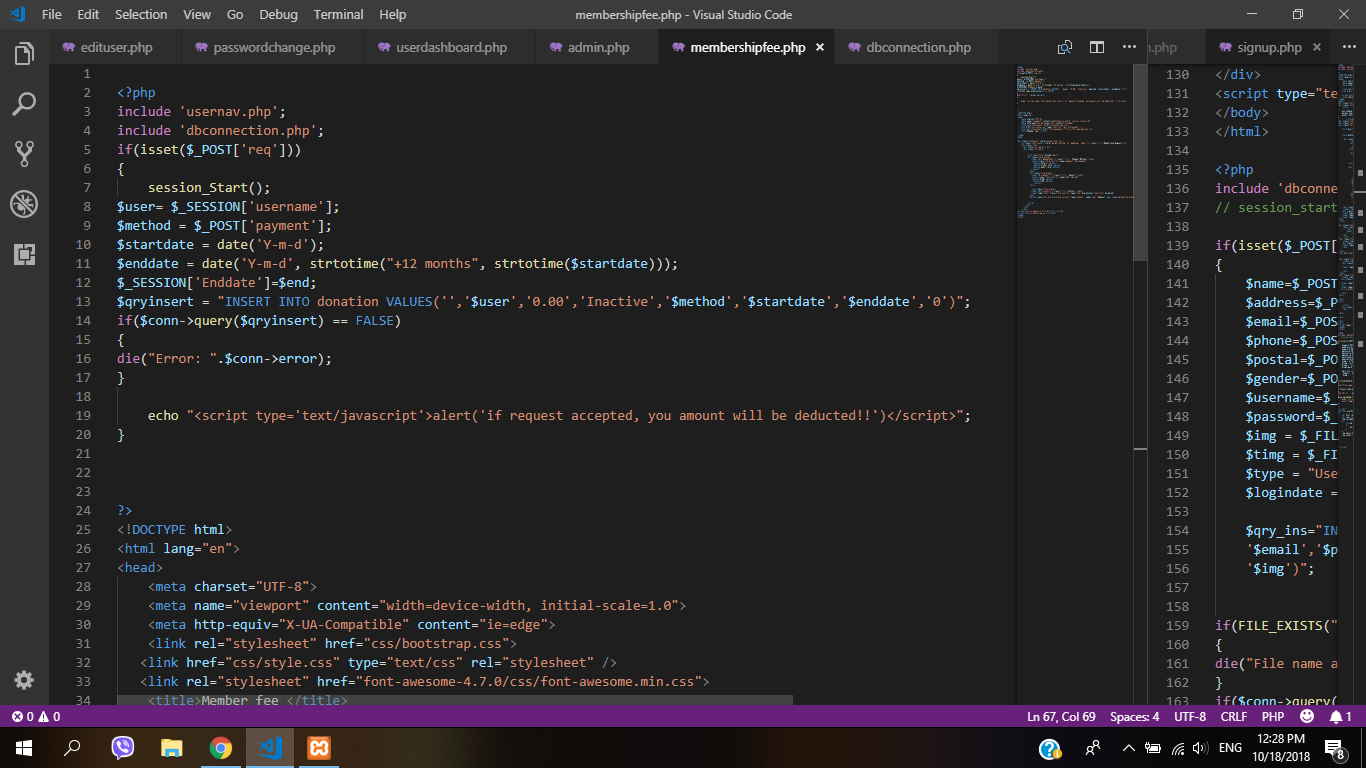 File Edit Selection View Go Debug Terminal Help membershipfee.php - Visual Studio Code
edituser.php passwordchange.php userdashboard.php admin.php membershipfee.php dbconnection.php n.php signup.php
1
2 <?php
3 include 'usernav.php';
4 include 'dbconnection.php';
5 if(isset($_POST['req']))
6 {
7 session_Start();
8 $user= $_SESSION['username'];
9 $method = $_POST['payment'];
10 $startdate = date('Y-m-d');
11 $enddate = date('Y-m-d', strtotime("+12 months", strtotime($startdate)));
12 $_SESSION['Enddate']=$end;
13 $qryinsert = "INSERT INTO donation VALUES('','$user','0.00','Inactive','$method','$startdate','$enddate','0')";
14 if($conn->query($qryinsert) == FALSE)
15 {
16 die("Error: ".$conn->error);
17 }
18
19 echo "<script type='text/javascript'>alert('if request accepted, you amount will be deducted!!')</script>";
20 }
21
22
23
24 ?>
25 <!DOCTYPE html>
26 <html lang="en">
27 <head>
28 <meta charset="UTF-8">
29 <meta name="viewport" content="width=device-width, initial-scale=1.0">
30 <meta http-equiv="X-UA-Compatible" content="ie=edge">
31 <link rel="stylesheet" href="css/bootstrap.css">
32 <link href="css/style.css" type="text/css" rel="stylesheet" />
33 <link rel="stylesheet" href="font-awesome-4.7.0/css/font-awesome.min.css">
34 <title>Member fee </title>
130 </div>
131 <script type="te
132 </body>
133 </html>
134
135 <?php
136 include 'dbconne
137 // session_start
138
139 if(isset($_POST[
140 {
141 $name=$_POST
142 $address=$_P
143 $email=$_POS
144 $phone=$_POS
145 $postal=$_PO
146 $gender=$_PO
147 $username=$_
148 $password=$_
149 $img = $_FIL
150 $timg = $_FI
151 $type = "Use
152 $logindate =
153
154 $qry_ins="IN
155 '$email','$p
156 '$img')";
157
158
159 if(FILE_EXISTS("
160 {
161 die("File name a
162 }
163 if($conn->query(
0 0 Ln 67, Col 69 Spaces: 4 UTF-8 CRLF PHP 1
ENG 12:28 PM
10/18/2018 8